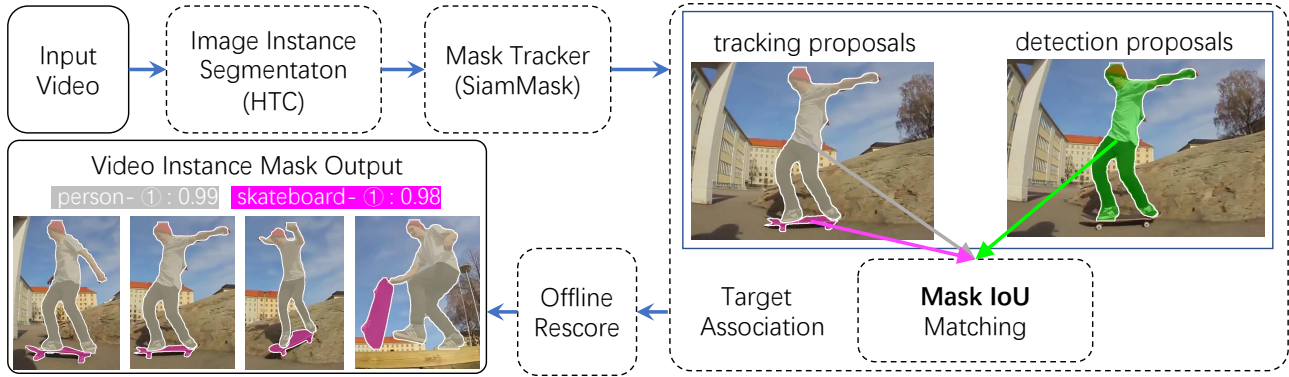 Input
Video
Image Instance
Segmentaton
(HTC)
Mask Tracker
(SiamMask)
tracking proposals
detection proposals
Mask IoU
Matching
Target
Association
Offline
Rescore
Video Instance Mask Output
person- ① : 0.99
skateboard- ① : 0.98